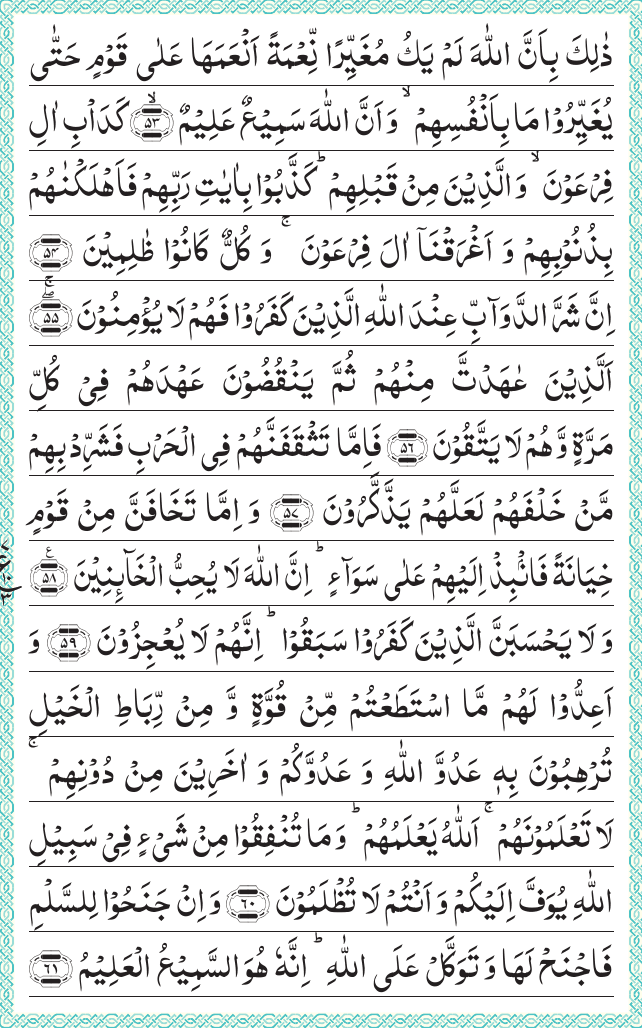 ذٰلِكَ بِاَنَّ اللّٰهَ لَمْ يَكُ مُغَيِّرًا نِّعْمَةً اَنْعَمَهَا عَلٰى قَوْمٍ حَتّٰى
يُغَيِّرُوْا مَا بِاَنْفُسِهِمْ ۙ وَ اَنَّ اللّٰهَ سَمِيْعٌ عَلِيْمٌ ۙ ﴿۵۳﴾ كَدَاْبِ اٰلِ
فِرْعَوْنَ ۙ وَ الَّذِيْنَ مِنْ قَبْلِهِمْ ؕ كَذَّبُوْا بِاٰيٰتِ رَبِّهِمْ فَاَهْلَكْنٰهُمْ
بِذُنُوْبِهِمْ وَ اَغْرَقْنَاۤ اٰلَ فِرْعَوْنَ ۚ وَ كُلٌّ كَانُوْا ظٰلِمِيْنَ ﴿۵۴﴾
اِنَّ شَرَّ الدَّوَآبِّ عِنْدَ اللّٰهِ الَّذِيْنَ كَفَرُوْا فَهُمْ لَا يُؤْمِنُوْنَ ۖۚ ﴿۵۵﴾
اَلَّذِيْنَ عٰهَدْتَّ مِنْهُمْ ثُمَّ يَنْقُضُوْنَ عَهْدَهُمْ فِيْ كُلِّ
مَرَّةٍ وَّ هُمْ لَا يَتَّقُوْنَ ﴿۵۶﴾ فَاِمَّا تَثْقَفَنَّهُمْ فِي الْحَرْبِ فَشَرِّدْ بِهِمْ
مَّنْ خَلْفَهُمْ لَعَلَّهُمْ يَذَّكَّرُوْنَ ﴿۵۷﴾ وَ اِمَّا تَخَافَنَّ مِنْ قَوْمٍ
خِيَانَةً فَانْۢبِذْ اِلَيْهِمْ عَلٰى سَوَآءٍ ؕ اِنَّ اللّٰهَ لَا يُحِبُّ الْخَآىِٕنِيْنَ ﴿۵۸﴾ ع
وَ لَا يَحْسَبَنَّ الَّذِيْنَ كَفَرُوْا سَبَقُوْا ؕ اِنَّهُمْ لَا يُعْجِزُوْنَ ﴿۵۹﴾ وَ
اَعِدُّوْا لَهُمْ مَّا اسْتَطَعْتُمْ مِّنْ قُوَّةٍ وَّ مِنْ رِّبَاطِ الْخَيْلِ
تُرْهِبُوْنَ بِهٖ عَدُوَّ اللّٰهِ وَ عَدُوَّكُمْ وَ اٰخَرِيْنَ مِنْ دُوْنِهِمْ ۚ
لَا تَعْلَمُوْنَهُمْ ۚ اَللّٰهُ يَعْلَمُهُمْ ؕ وَ مَا تُنْفِقُوْا مِنْ شَيْءٍ فِيْ سَبِيْلِ
اللّٰهِ يُوَفَّ اِلَيْكُمْ وَ اَنْتُمْ لَا تُظْلَمُوْنَ ﴿۶۰﴾ وَ اِنْ جَنَحُوْا لِلسَّلْمِ
فَاجْنَحْ لَهَا وَ تَوَكَّلْ عَلَى اللّٰهِ ؕ اِنَّهٗ هُوَ السَّمِيْعُ الْعَلِيْمُ ﴿۶۱﴾